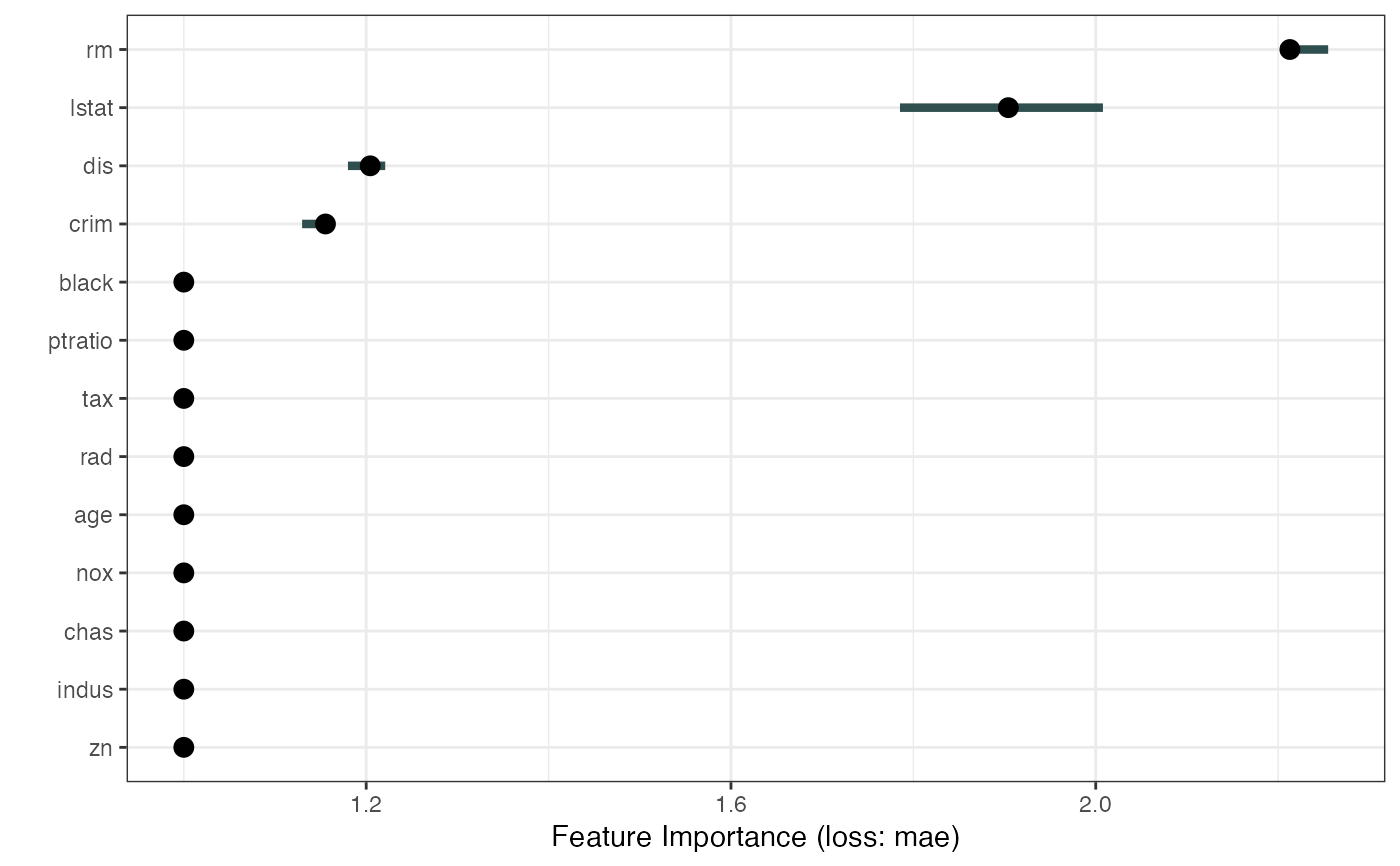 rm
lstat
dis
crim
black
ptratio
tax
rad
age
nox
chas
indus
zn
1.2 1.6 2.0
Feature Importance (loss: mae)